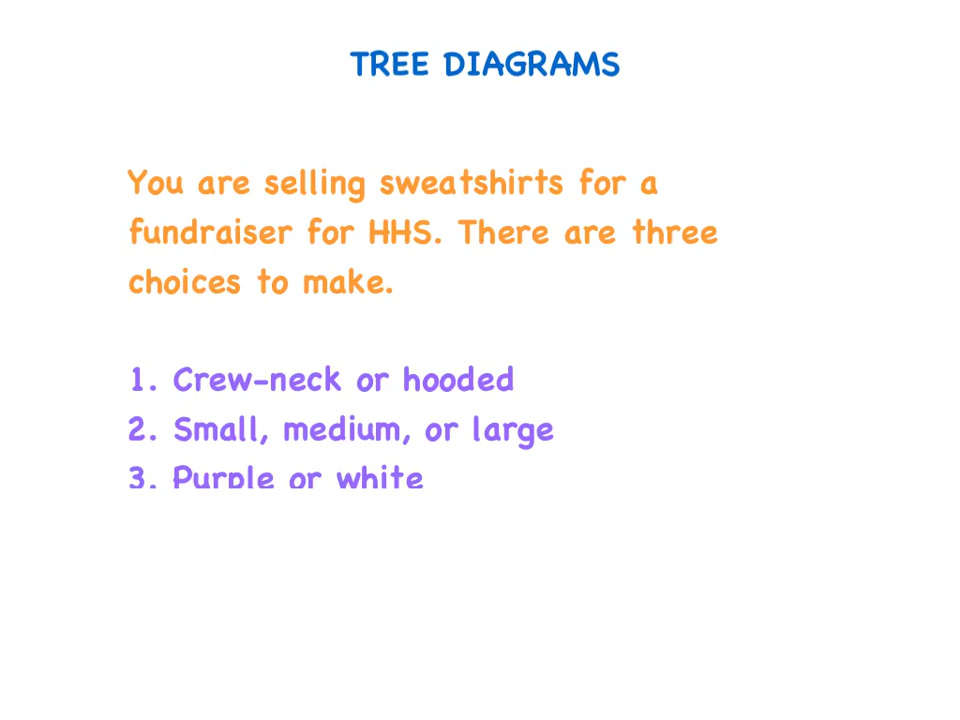 TREE DIAGRAMS
You are selling sweatshirts for a
fundraiser for HHS. There are three
choices to make.
1. Crew-neck or hooded
2. Small, medium, or large
3. Purple or white